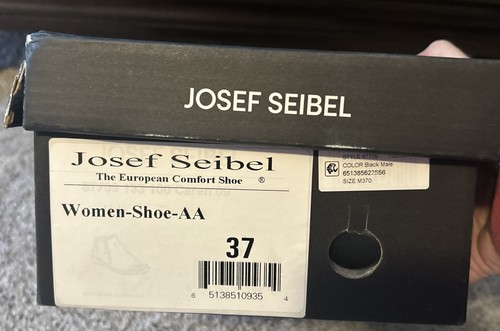 JOSEF SEIBEL
Josef Seibel
The European Comfort Shoe ®
Women-Shoe-AA
37
6 5138510935 4
COLOR Black Male
651385622556
SIZE M370